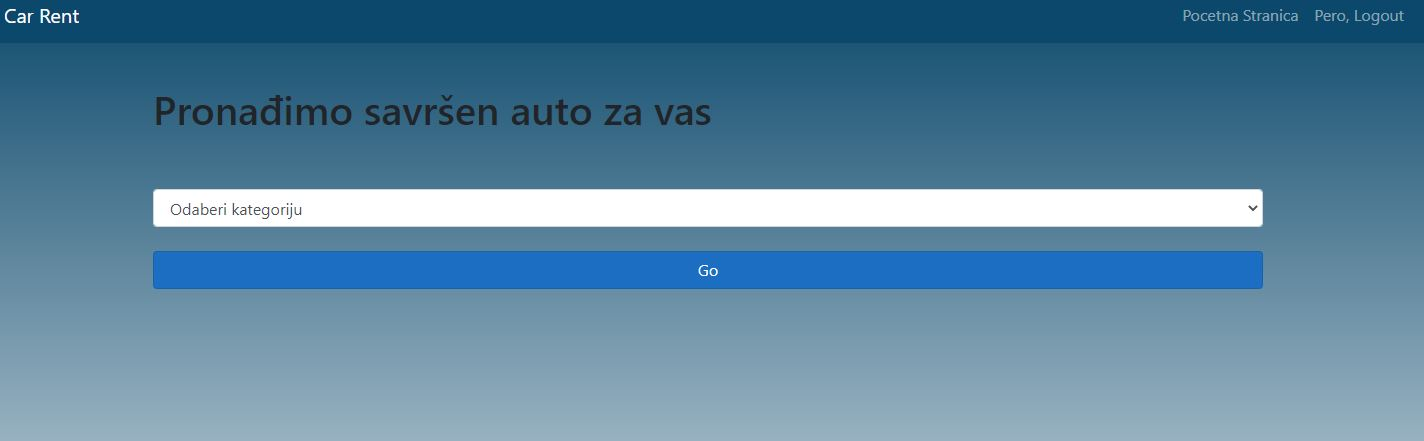 Car Rent
Pocetna Stranica
Pero, Logout
Pronađimo savršen auto za vas
Odaberi kategoriju
Go